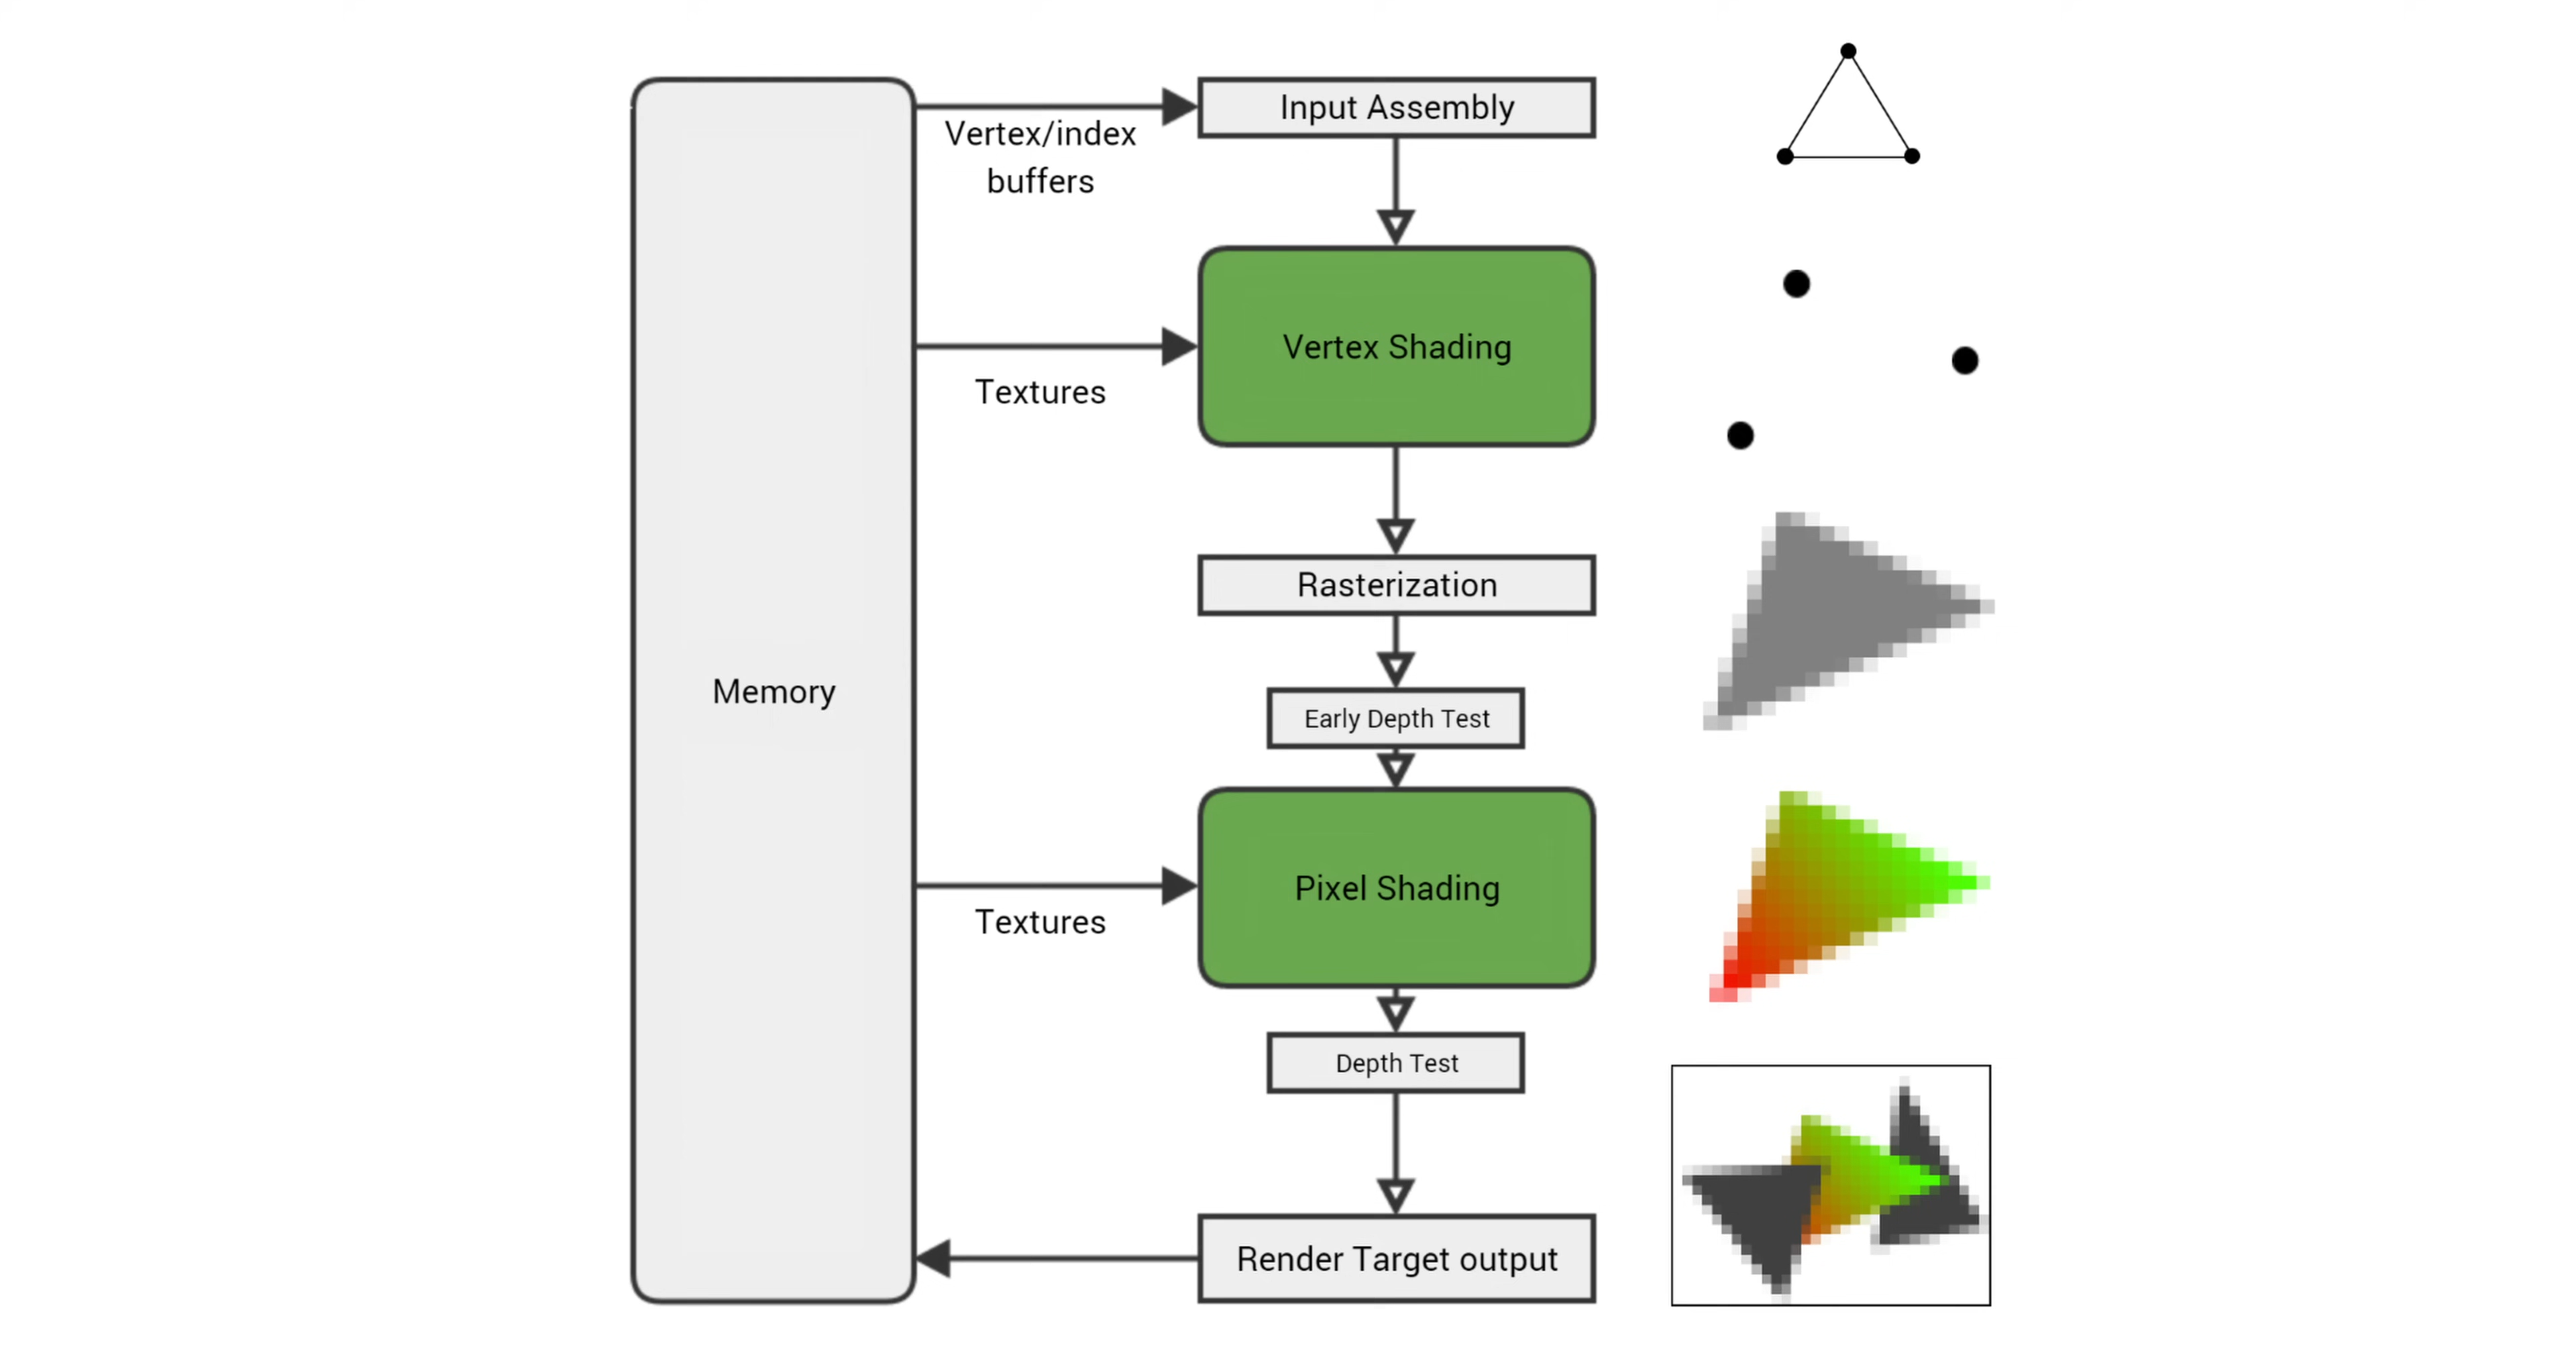 Input Assembly
Vertex/index
buffers
Vertex Shading
Textures
Rasterization
Memory
Early Depth Test
Pixel Shading
Textures
Depth Test
Render Target output